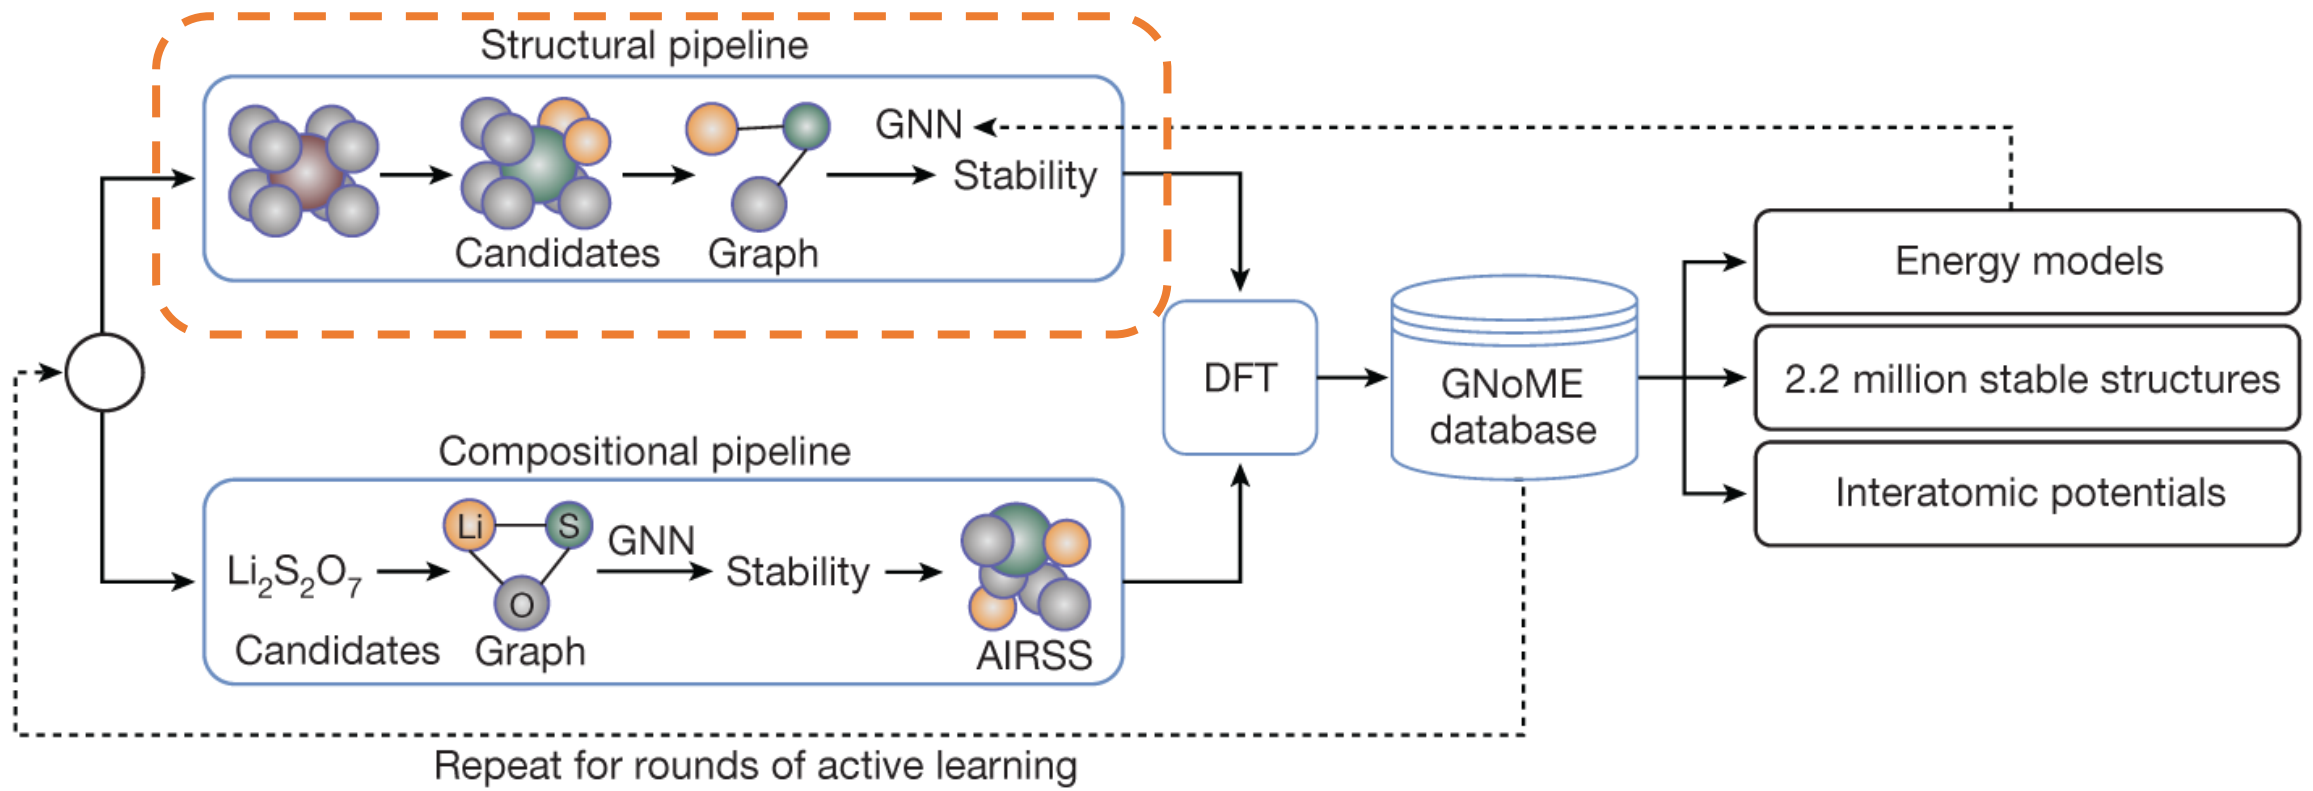 Structural pipeline
GNN
Stability
Candidates
Graph
Compositional pipeline
Li₂S₂O₇
Li
S
O
GNN
Stability
Candidates
Graph
AIRSS
DFT
GNoME
database
Energy models
2.2 million stable structures
Interatomic potentials
Repeat for rounds of active learning